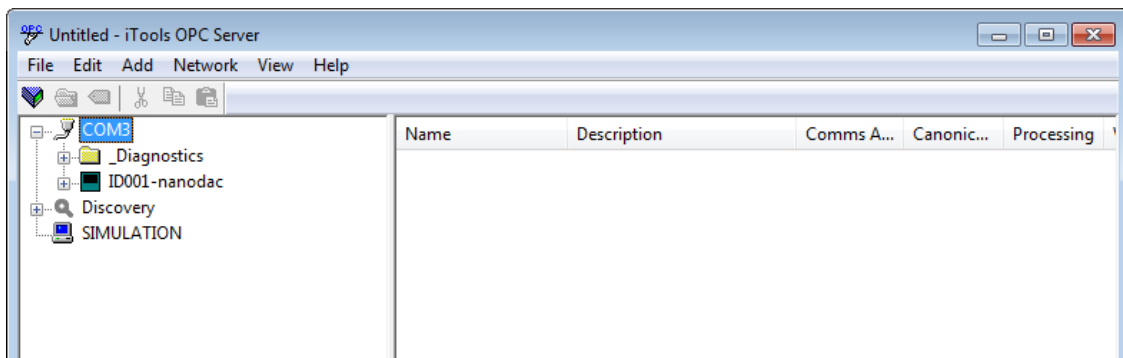 Untitled - iTools OPC Server
File Edit Add Network View Help
COM3
_Diagnostics
ID001-nanodac
Discovery
SIMULATION
Name Description Comms A... Canonic... Processing